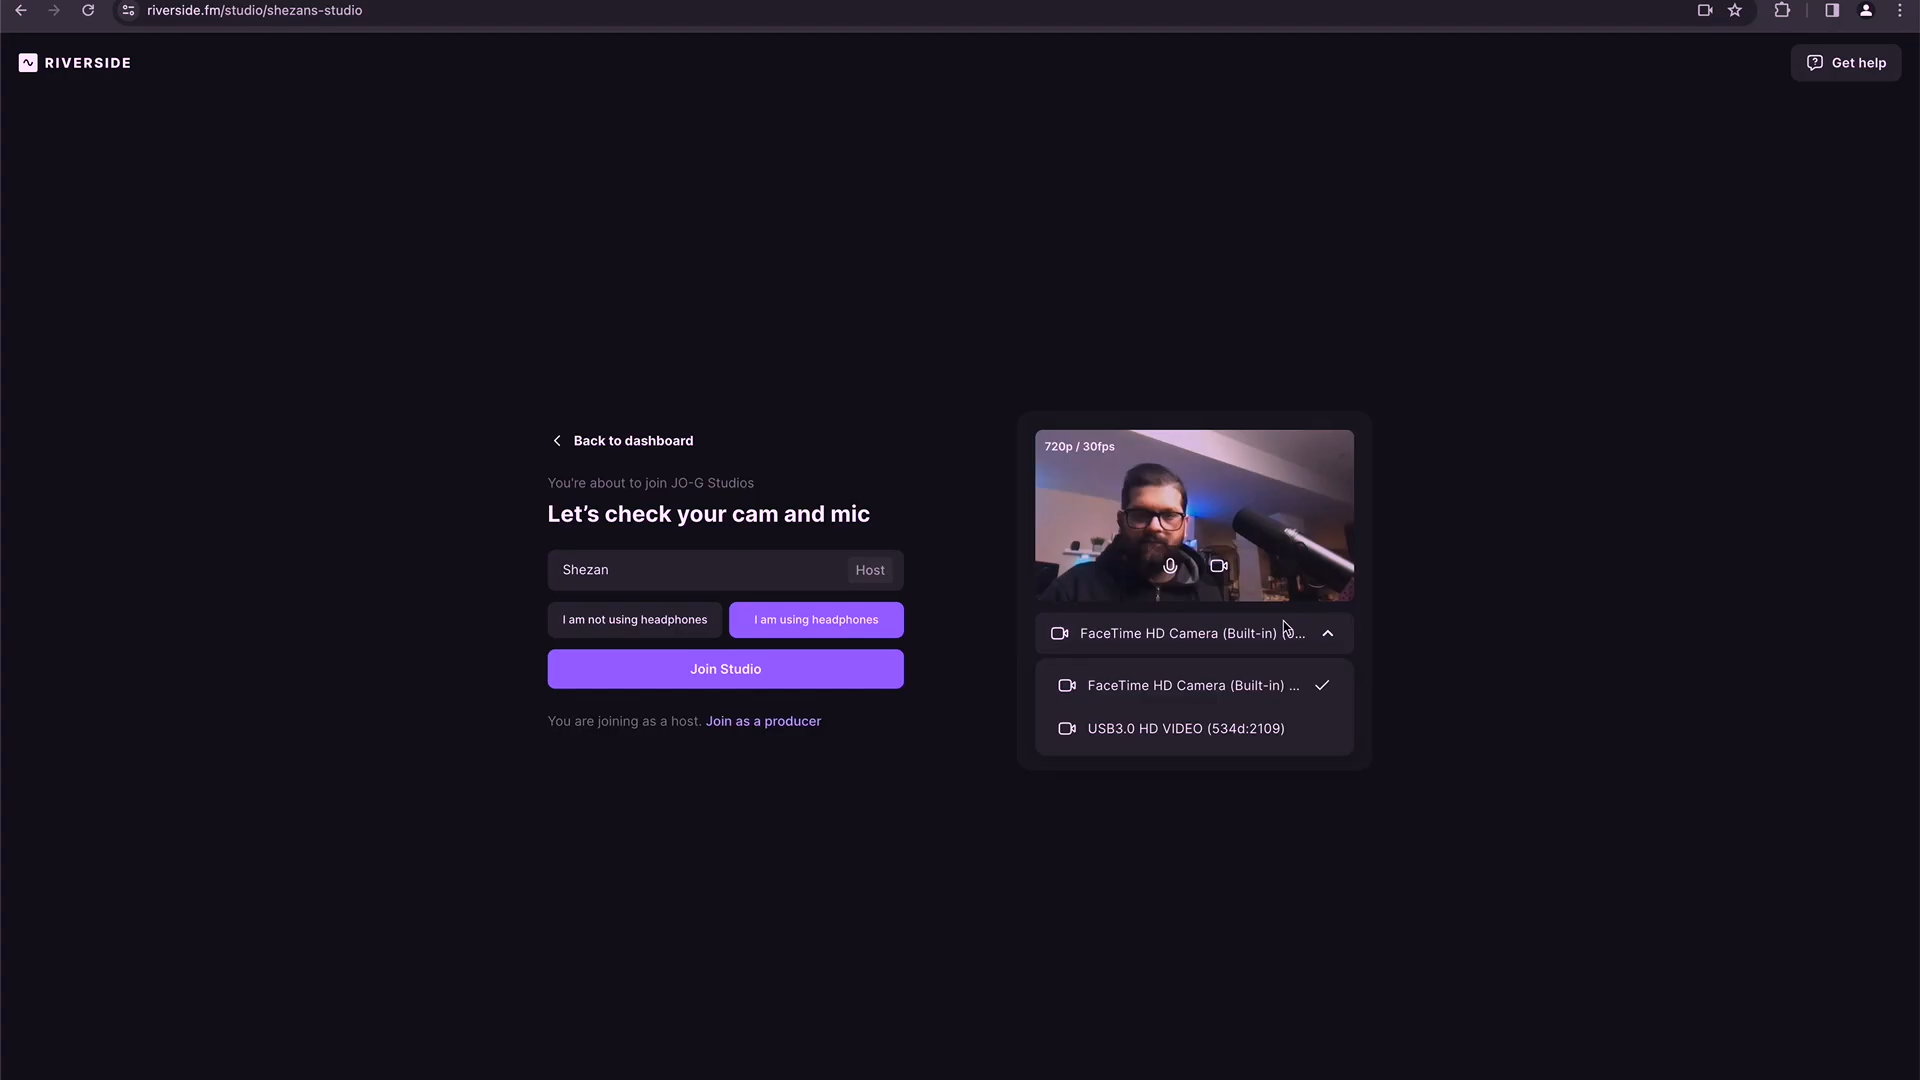 riverside.fm/studio/shezans-studio
RIVERSIDE
Get help
Back to dashboard
You're about to join JO-G Studios
Let's check your cam and mic
Shezan
Host
I am not using headphones
I am using headphones
Join Studio
You are joining as a host. Join as a producer
720p / 30fps
FaceTime HD Camera (Built-in) (0...
FaceTime HD Camera (Built-in) ...
USB3.0 HD VIDEO (534d:2109)